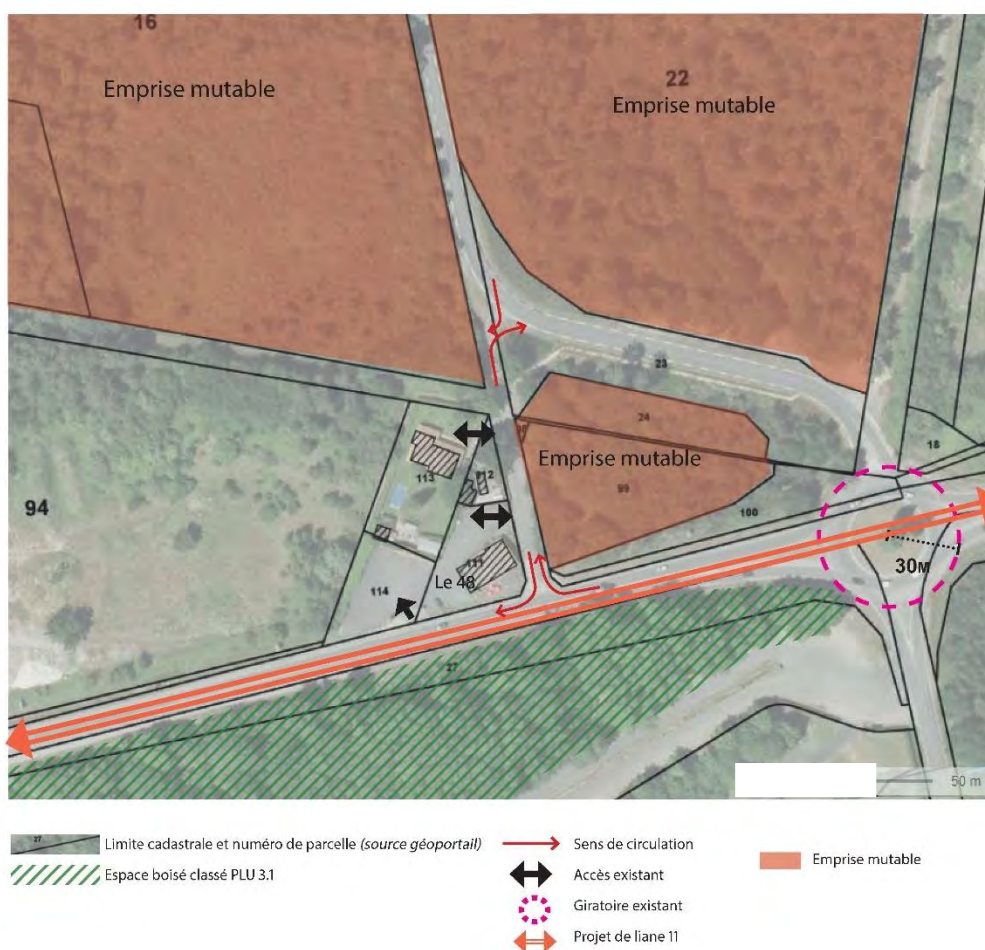 16
Emprise mutable
22
Emprise mutable
23
24
Emprise mutable
99
100
18
113
94
111
Le 48
114
27
30M
50 m
27
Limite cadastrale et numéro de parcelle (source géoportail)
Espace boisé classé PLU 3.1
Sens de circulation
Accès existant
Giratoire existant
Projet de liane 11
Emprise mutable